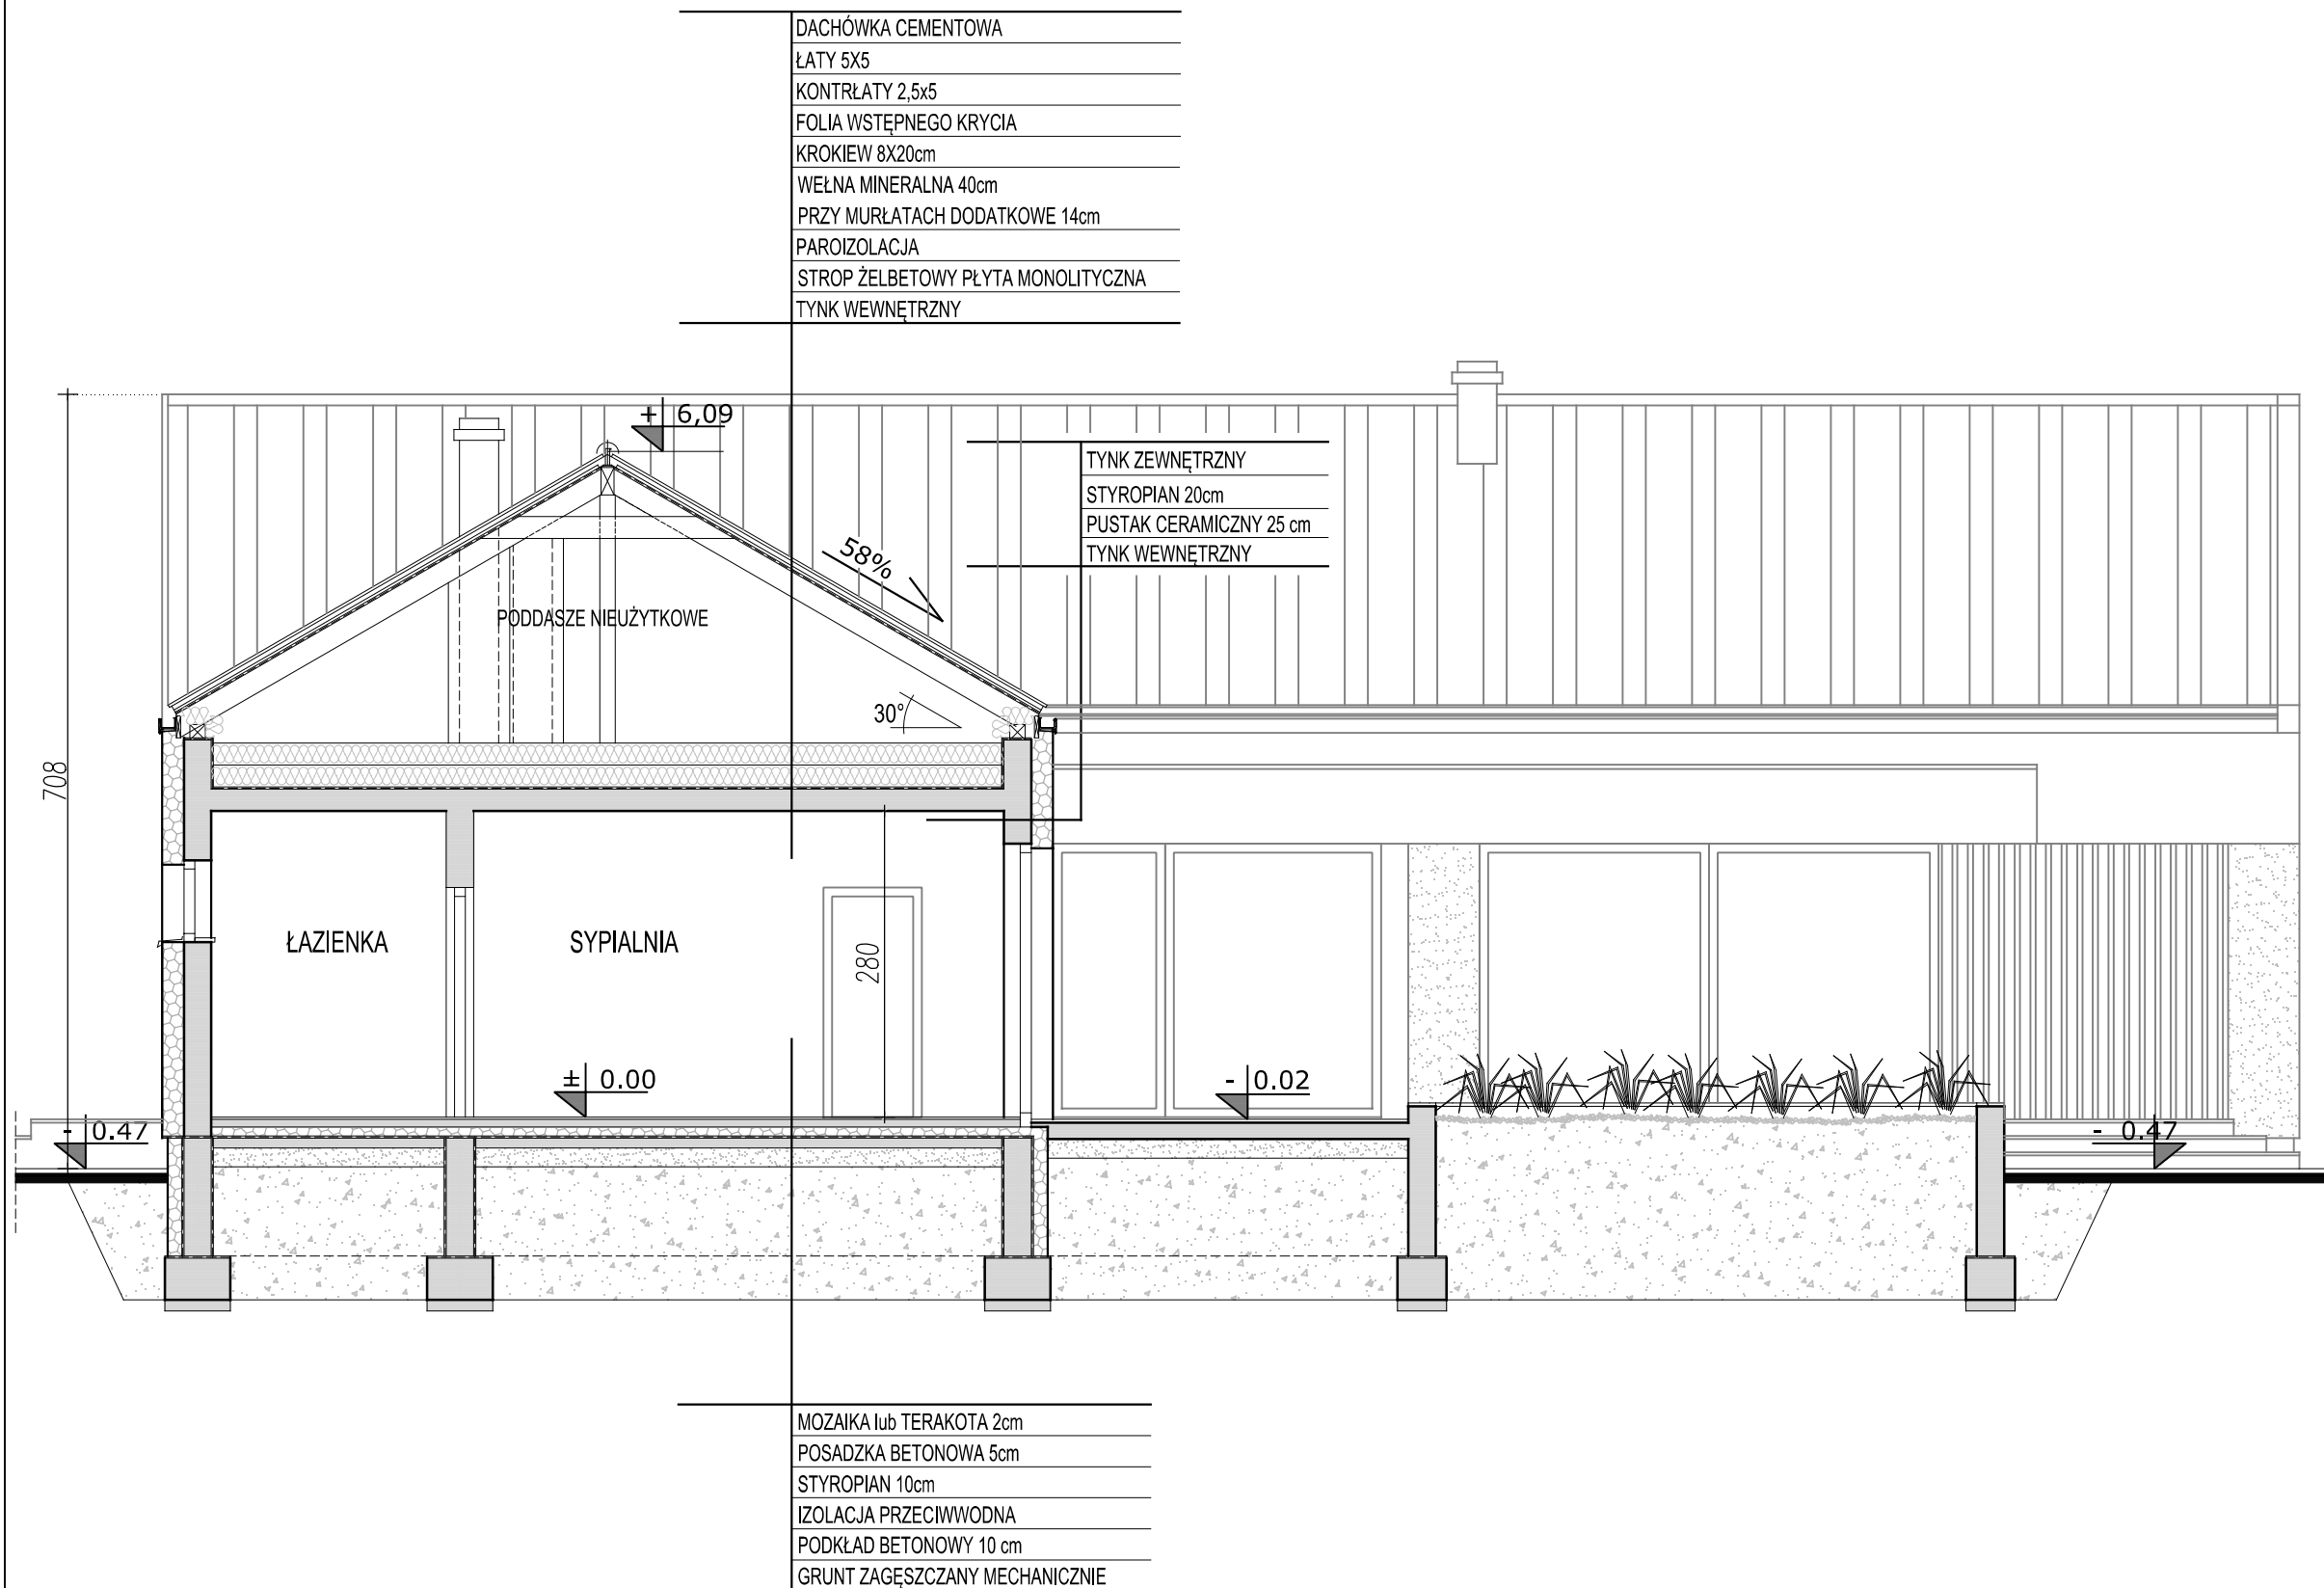 DACHÓWKA CEMENTOWA
ŁATY 5X5
KONTRŁATY 2,5x5
FOLIA WSTĘPNEGO KRYCIA
KROKIEW 8X20cm
WEŁNA MINERALNA 40cm
PRZY MURŁATACH DODATKOWE 14cm
PAROIZOLACJA
STROP ŻELBETOWY PŁYTA MONOLITYCZNA
TYNK WEWNĘTRZNY
+ 6,09
TYNK ZEWNĘTRZNY
STYROPIAN 20cm
PUSTAK CERAMICZNY 25 cm
TYNK WEWNĘTRZNY
58%
PODDASZE NIEUŻYTKOWE
30°
708
ŁAZIENKA
SYPIALNIA
280
± 0.00
- 0.02
- 0.47
- 0.47
MOZAIKA lub TERAKOTA 2cm
POSADZKA BETONOWA 5cm
STYROPIAN 10cm
IZOLACJA PRZECIWWODNA
PODKŁAD BETONOWY 10 cm
GRUNT ZAGĘSZCZANY MECHANICZNIE